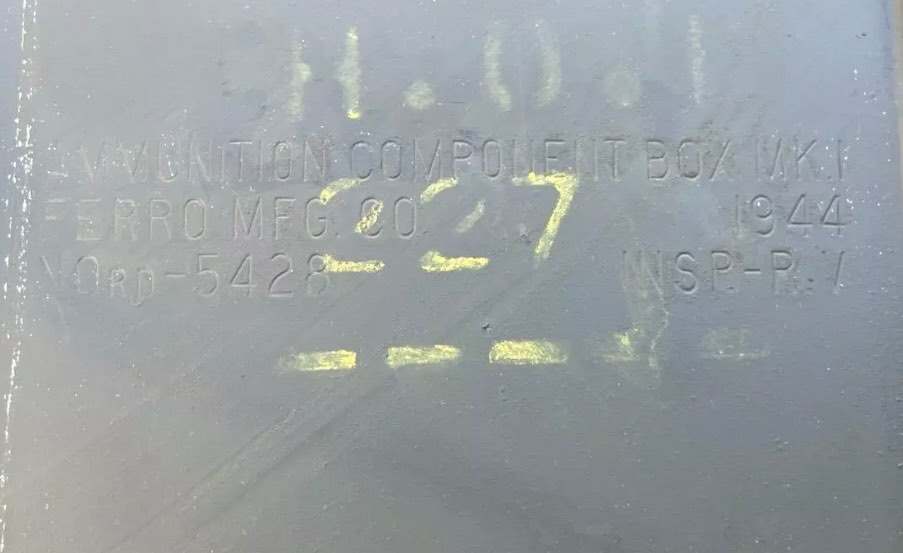 H.O.I
AMMUNITION COMPONENT BOX MK.I
FERRO MFG. CO. 1944
227
NORD-5428 INSP.-R.V